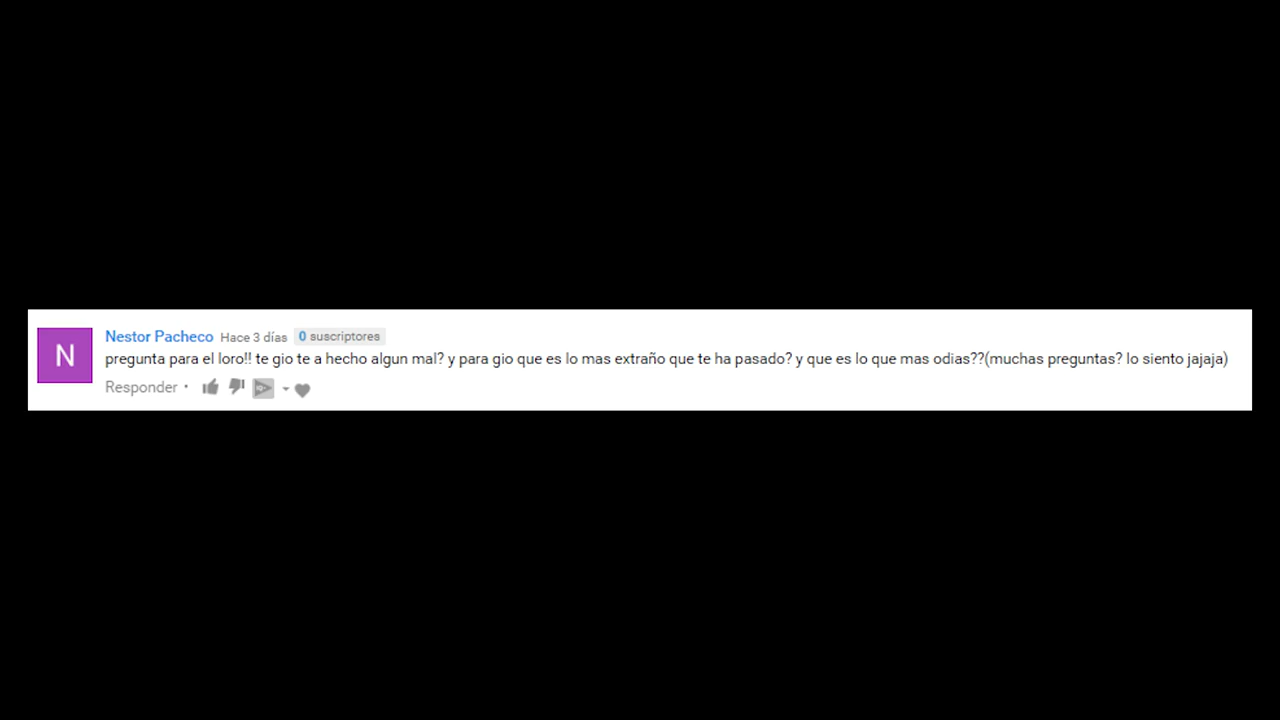 N
Nestor Pacheco Hace 3 días 0 suscriptores
pregunta para el loro!! te gio te a hecho algun mal? y para gio que es lo mas extraño que te ha pasado? y que es lo que mas odias??(muchas preguntas? lo siento jajaja)
Responder •